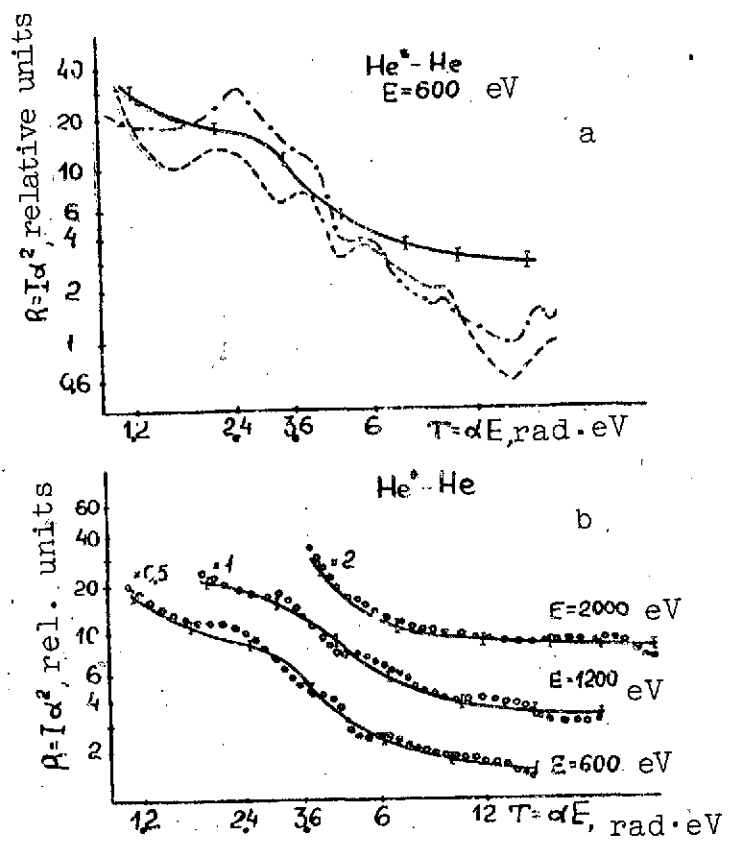 He* - He
E=600 eV
a
R=Iα², relative units
40
20
10
6
4
2
1
0,6
1,2 2,4 3,6 6 T=αE, rad·eV
He* - He
b
ρ=Iα², rel. units
60
40
20
10
6
4
2
×0,5
×1
×2
E=2000 eV
E=1200 eV
E=600 eV
1,2 2,4 3,6 6 12 T=αE, rad·eV